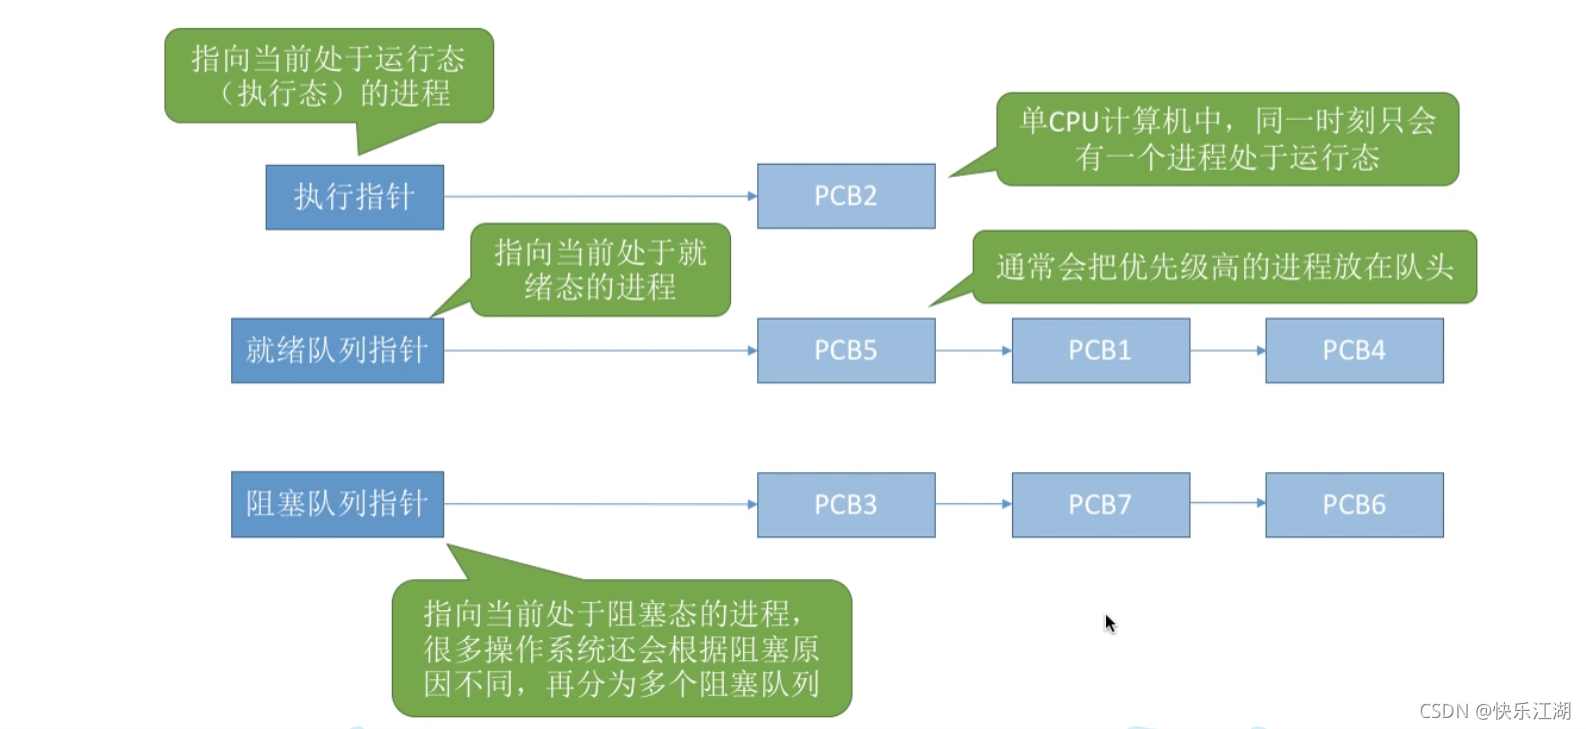 指向当前处于运行态
（执行态）的进程
单CPU计算机中，同一时刻只会
有一个进程处于运行态
执行指针
PCB2
指向当前处于就
绪态的进程
通常会把优先级高的进程放在队头
就绪队列指针
PCB5
PCB1
PCB4
阻塞队列指针
PCB3
PCB7
PCB6
指向当前处于阻塞态的进程，
很多操作系统还会根据阻塞原
因不同，再分为多个阻塞队列
CSDN @快乐江湖